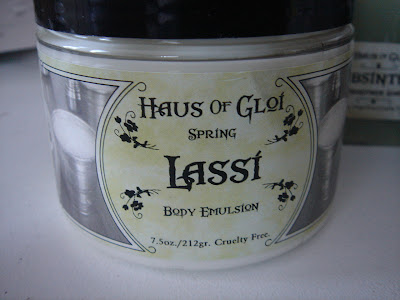 Haus of Gloi
Spring
Lassi
Body Emulsion
7.5oz./212gr. Cruelty Free.